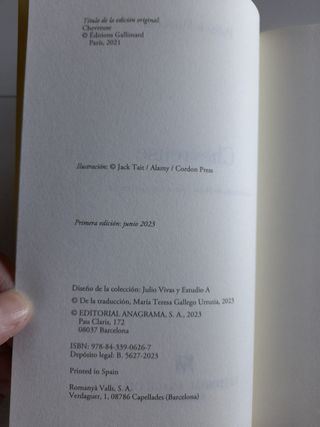 Título de la edición original:
Chevreuse
© Éditions Gallimard
París, 2021
Ilustración: © Jack Tait / Alamy / Cordon Press
Primera edición: junio 2023
Diseño de la colección: Julio Vivas y Estudio A
© De la traducción, María Teresa Gallego Urrutia, 2023
© EDITORIAL ANAGRAMA, S. A., 2023
Pau Claris, 172
08037 Barcelona
ISBN: 978-84-339-0626-7
Depósito legal: B. 5627-2023
Printed in Spain
Romanyà Valls, S. A.
Verdaguer, 1, 08786 Capellades (Barcelona)